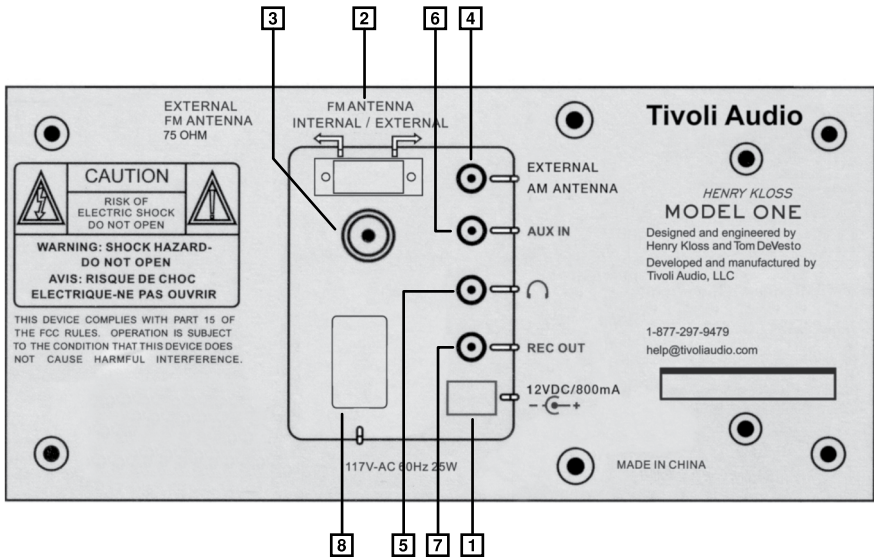 3
2
6
4
EXTERNAL
FM ANTENNA
75 OHM
FM ANTENNA
INTERNAL / EXTERNAL
Tivoli Audio
CAUTION
RISK OF
ELECTRIC SHOCK
DO NOT OPEN
WARNING: SHOCK HAZARD-
DO NOT OPEN
AVIS: RISQUE DE CHOC
ELECTRIQUE-NE PAS OUVRIR
THIS DEVICE COMPLIES WITH PART 15 OF
THE FCC RULES. OPERATION IS SUBJECT
TO THE CONDITION THAT THIS DEVICE DOES
NOT CAUSE HARMFUL INTERFERENCE.
EXTERNAL
AM ANTENNA
AUX IN
REC OUT
12VDC/800mA
- +
117V-AC 60Hz 25W
HENRY KLOSS
MODEL ONE
Designed and engineered by
Henry Kloss and Tom DeVesto
Developed and manufactured by
Tivoli Audio, LLC
1-877-297-9479
help@tivoliaudio.com
MADE IN CHINA
8
5
7
1